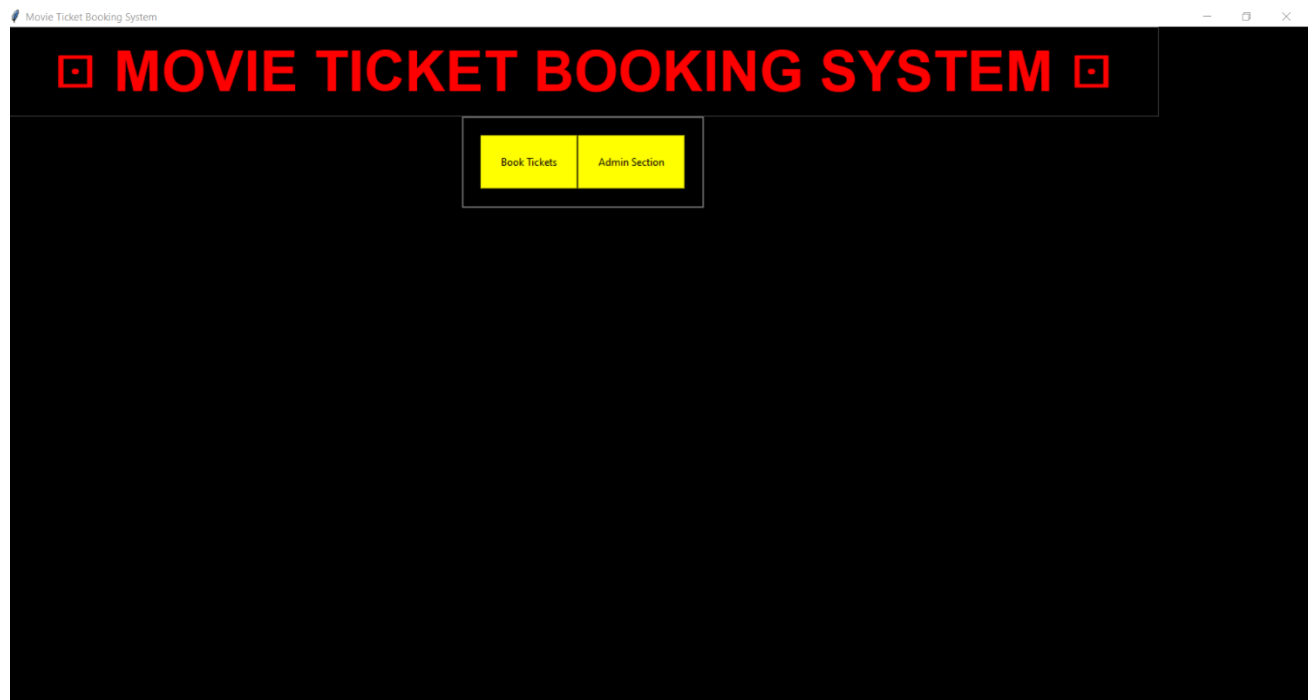 Movie Ticket Booking System
⊡ MOVIE TICKET BOOKING SYSTEM ⊡
Book Tickets Admin Section